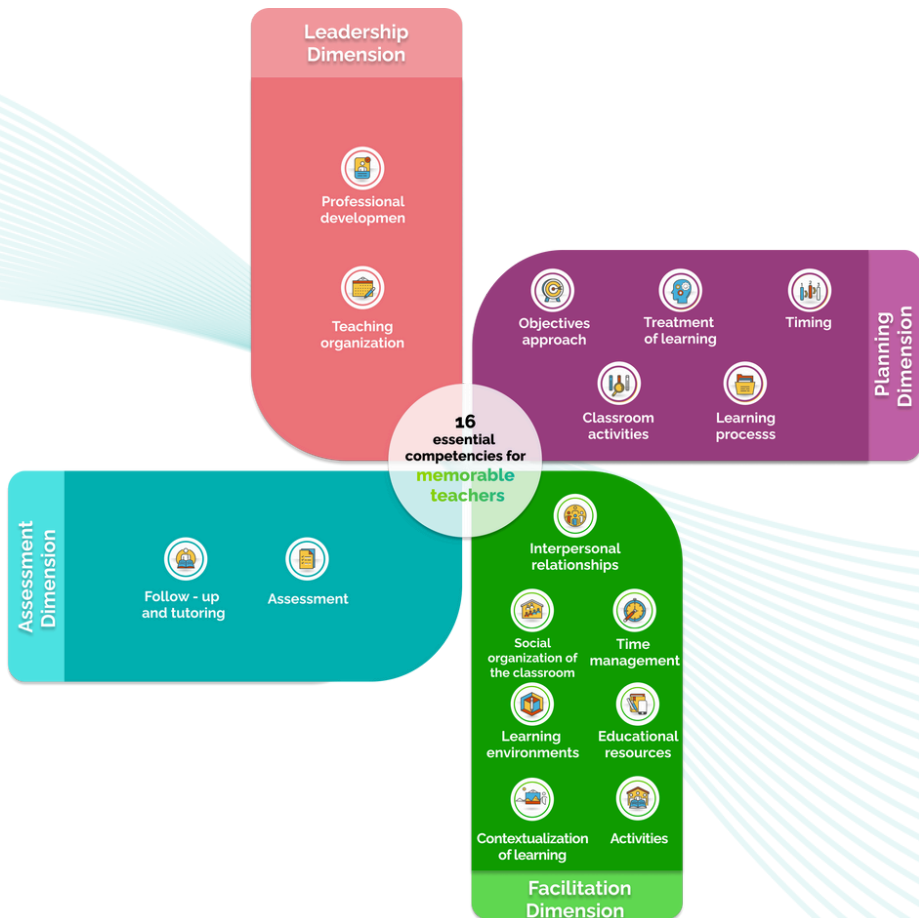 Leadership
Dimension
Professional
developmen
Teaching
organization
Objectives
approach
Treatment
of learning
Timing
Classroom
activities
Learning
processs
Planning
Dimension
16
essential
competencies for
memorable
teachers
Assessment
Dimension
Follow - up
and tutoring
Assessment
Interpersonal
relationships
Social
organization of
the classroom
Time
management
Learning
environments
Educational
resources
Contextualization
of learning
Activities
Facilitation
Dimension